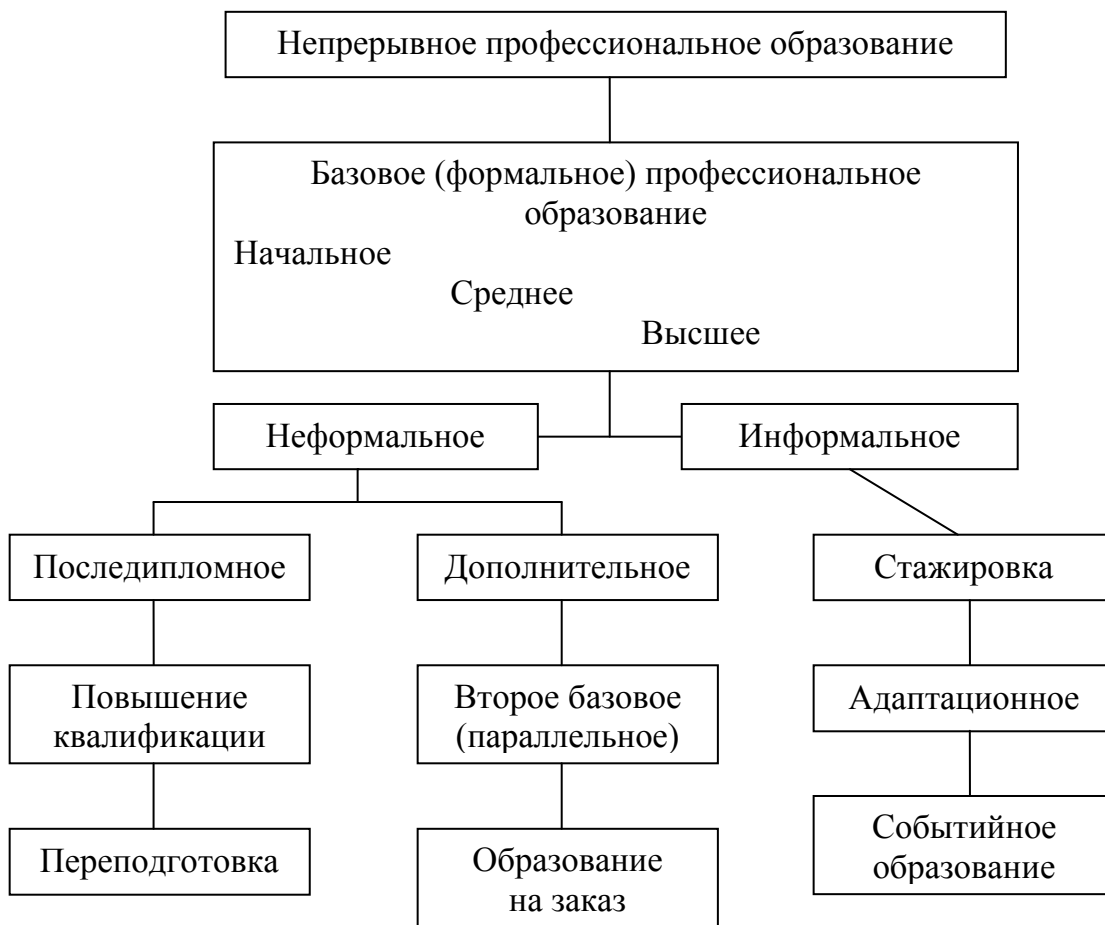 Непрерывное профессиональное образование
Базовое (формальное) профессиональное
образование
Начальное
Среднее
Высшее
Неформальное
Информальное
Последипломное
Дополнительное
Стажировка
Повышение
квалификации
Второе базовое
(параллельное)
Адаптационное
Переподготовка
Образование
на заказ
Событийное
образование